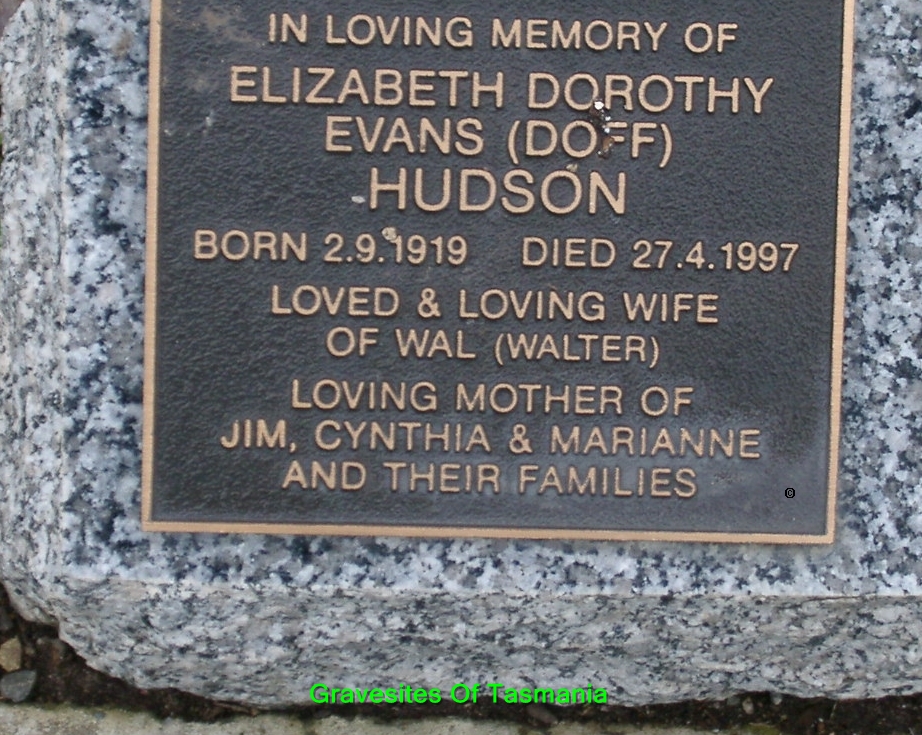 IN LOVING MEMORY OF
ELIZABETH DOROTHY
EVANS (DOFF)
HUDSON
BORN 2.9.1919 DIED 27.4.1997
LOVED & LOVING WIFE
OF WAL (WALTER)
LOVING MOTHER OF
JIM, CYNTHIA & MARIANNE
AND THEIR FAMILIES
©
Gravesites Of Tasmania